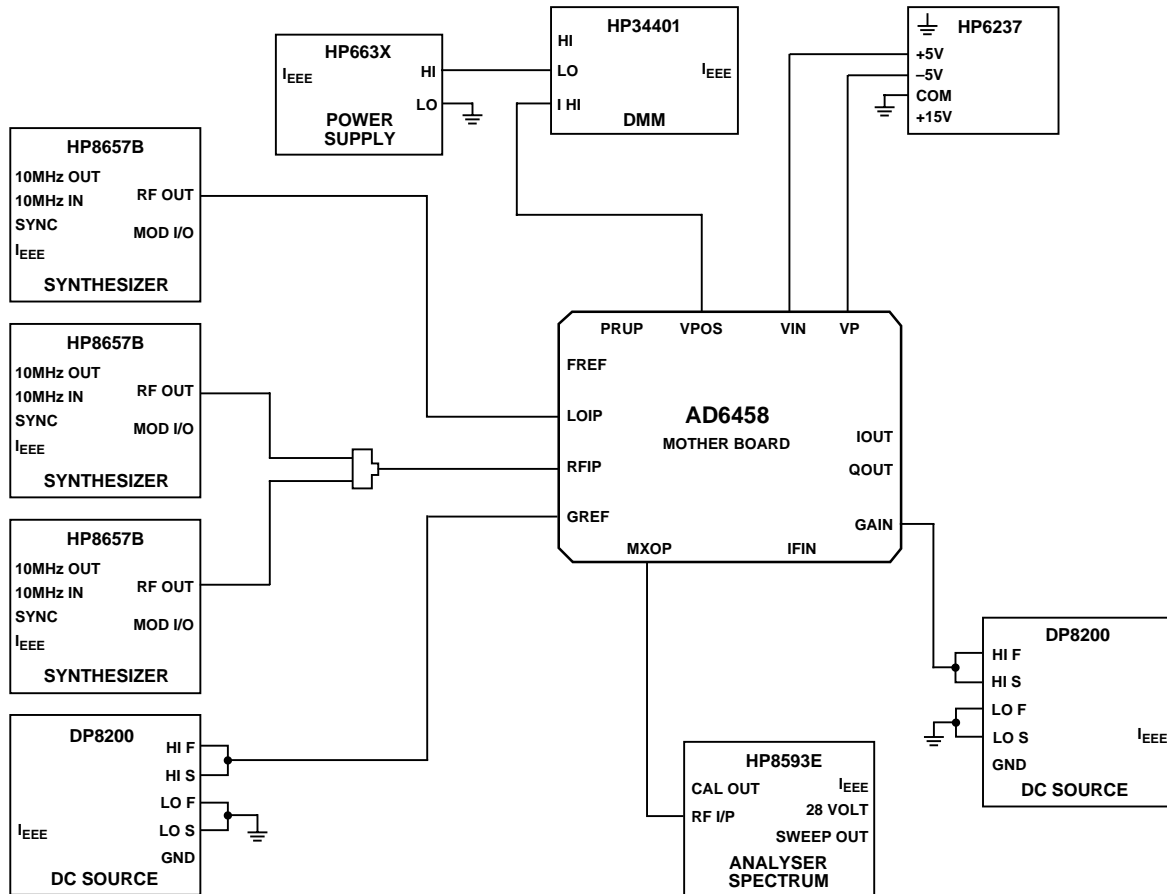 HP663X
IEEE
HI
LO
POWER
SUPPLY
HP34401
HI
LO
IEEE
I HI
DMM
HP6237
+5V
–5V
COM
+15V
HP8657B
10MHz OUT
10MHz IN
RF OUT
SYNC
MOD I/O
IEEE
SYNTHESIZER
HP8657B
10MHz OUT
10MHz IN
RF OUT
SYNC
MOD I/O
IEEE
SYNTHESIZER
HP8657B
10MHz OUT
10MHz IN
RF OUT
SYNC
MOD I/O
IEEE
SYNTHESIZER
DP8200
HI F
HI S
LO F
IEEE
LO S
GND
DC SOURCE
PRUP
VPOS
VIN
VP
FREF
LOIP
RFIP
GREF
AD6458
MOTHER BOARD
IOUT
QOUT
GAIN
MXOP
IFIN
HP8593E
CAL OUT
IEEE
RF I/P
28 VOLT
SWEEP OUT
ANALYSER
SPECTRUM
DP8200
HI F
HI S
LO F
LO S
IEEE
GND
DC SOURCE